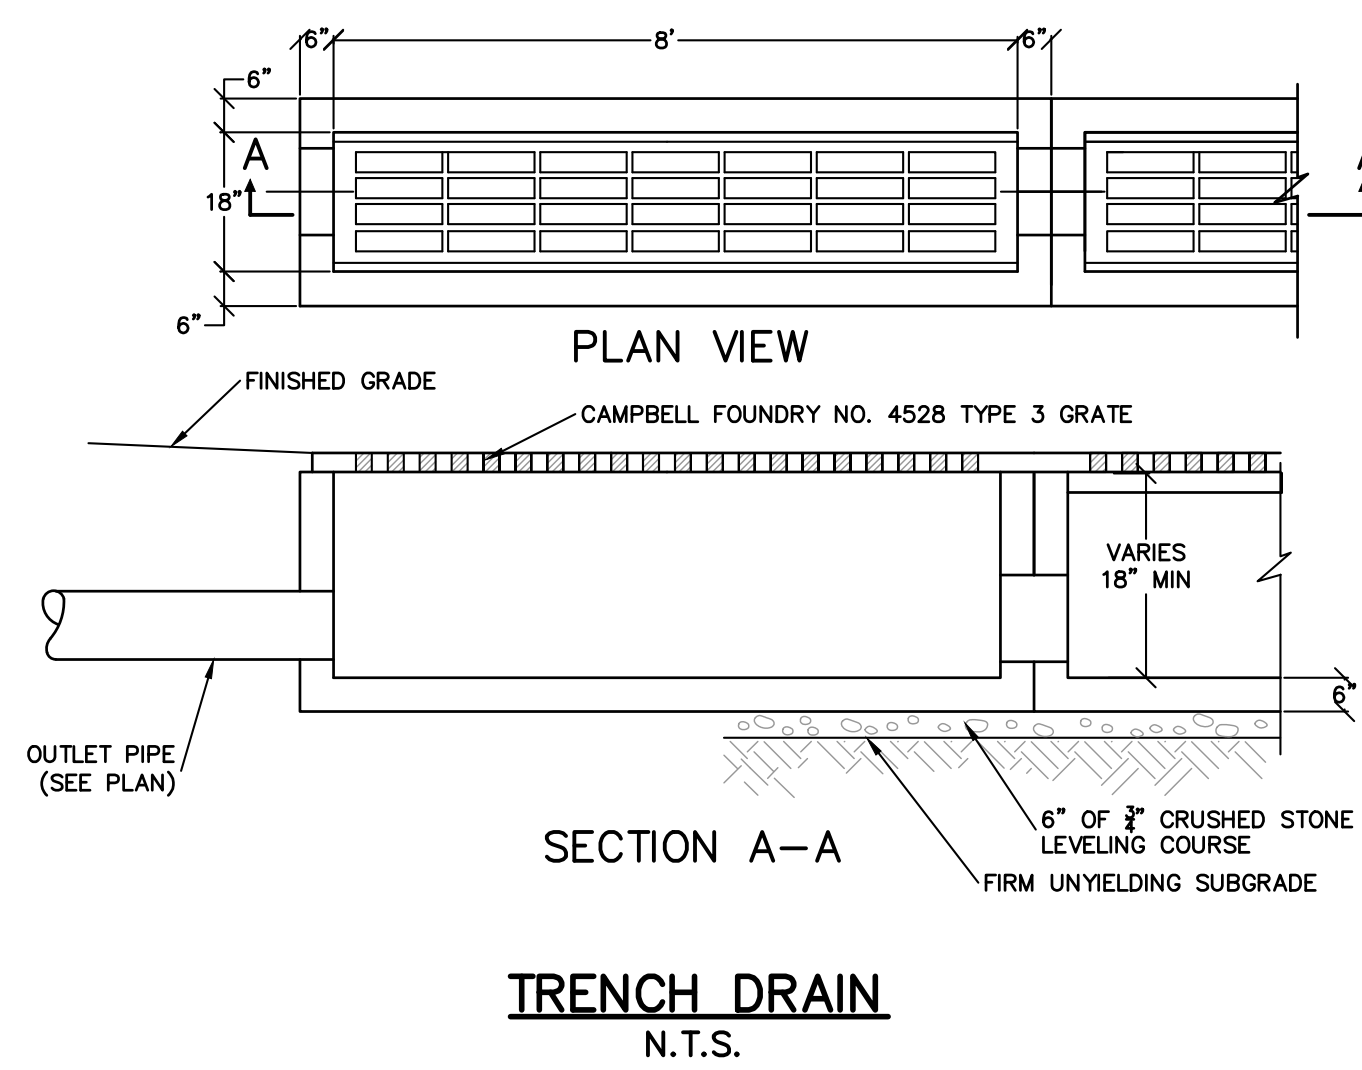 6" 8' 6"
6"
A A
18"
6"
PLAN VIEW
FINISHED GRADE
CAMPBELL FOUNDRY NO. 4528 TYPE 3 GRATE
VARIES
18" MIN
6"
OUTLET PIPE
(SEE PLAN)
6" OF 3/4" CRUSHED STONE
LEVELING COURSE
SECTION A-A
FIRM UNYIELDING SUBGRADE
TRENCH DRAIN
N.T.S.